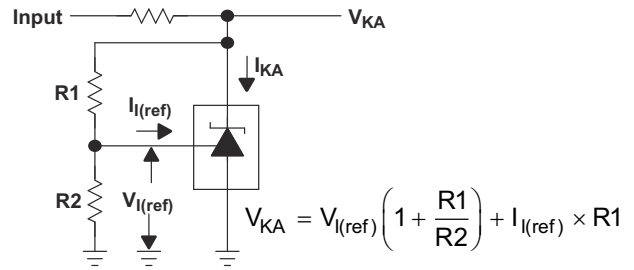 Input
V_KA
I_KA
R1
I_I(ref)
R2
V_I(ref)
V_KA = V_I(ref) (1 + R1/R2) + I_I(ref) × R1